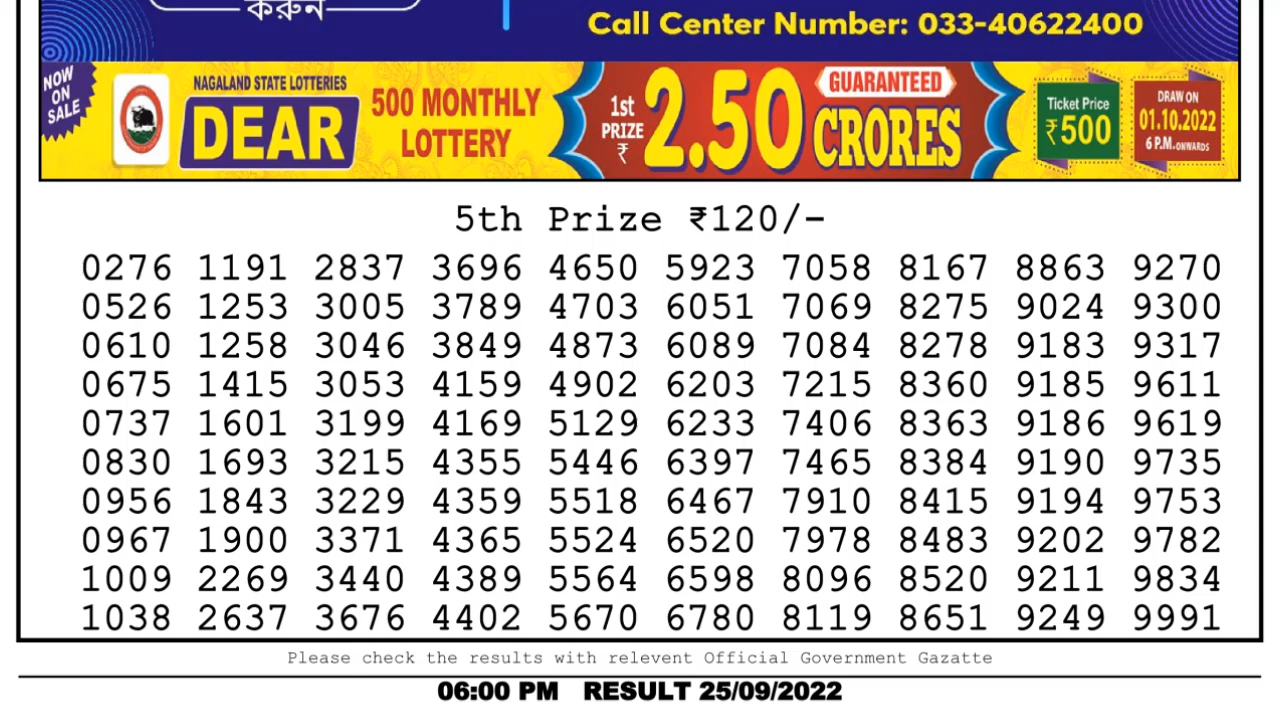 করুন
Call Center Number: 033-40622400
NOW ON SALE
NAGALAND STATE LOTTERIES
DEAR
500 MONTHLY
LOTTERY
1st
PRIZE
₹
2.50
GUARANTEED
CRORES
Ticket Price
₹500
DRAW ON
01.10.2022
6 P.M. ONWARDS
5th Prize ₹120/-
0276 1191 2837 3696 4650 5923 7058 8167 8863 9270
0526 1253 3005 3789 4703 6051 7069 8275 9024 9300
0610 1258 3046 3849 4873 6089 7084 8278 9183 9317
0675 1415 3053 4159 4902 6203 7215 8360 9185 9611
0737 1601 3199 4169 5129 6233 7406 8363 9186 9619
0830 1693 3215 4355 5446 6397 7465 8384 9190 9735
0956 1843 3229 4359 5518 6467 7910 8415 9194 9753
0967 1900 3371 4365 5524 6520 7978 8483 9202 9782
1009 2269 3440 4389 5564 6598 8096 8520 9211 9834
1038 2637 3676 4402 5670 6780 8119 8651 9249 9991
Please check the results with relevent Official Government Gazatte
06:00 PM RESULT 25/09/2022